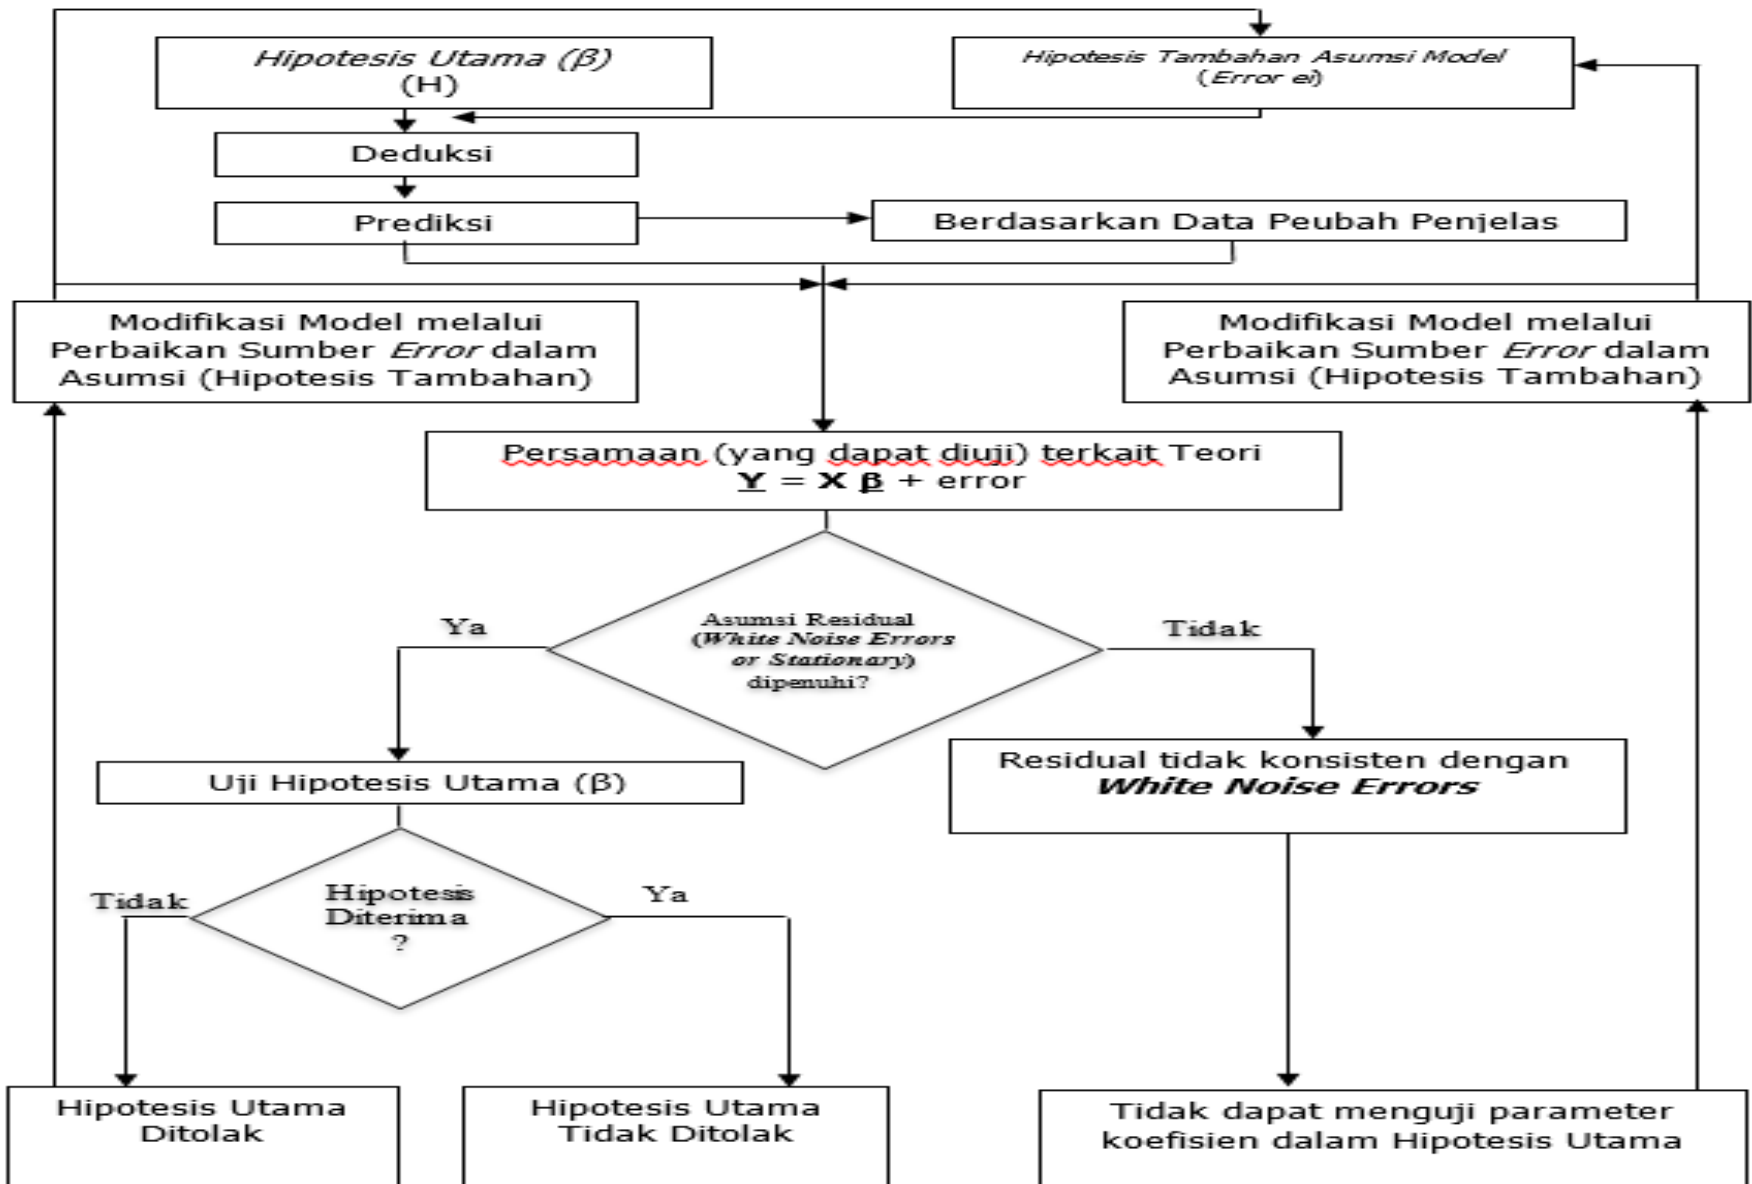 Hipotesis Utama (β)
(H)
Hipotesis Tambahan Asumsi Model
(Error ei)
Deduksi
Prediksi
Berdasarkan Data Peubah Penjelas
Modifikasi Model melalui
Perbaikan Sumber Error dalam
Asumsi (Hipotesis Tambahan)
Modifikasi Model melalui
Perbaikan Sumber Error dalam
Asumsi (Hipotesis Tambahan)
Persamaan (yang dapat diuji) terkait Teori
Y = X β + error
Ya
Asumsi Residual
(White Noise Errors
or Stationary)
dipenuhi?
Tidak
Uji Hipotesis Utama (β)
Residual tidak konsisten dengan
White Noise Errors
Tidak
Hipotesis
Diterima
?
Ya
Hipotesis Utama
Ditolak
Hipotesis Utama
Tidak Ditolak
Tidak dapat menguji parameter
koefisien dalam Hipotesis Utama